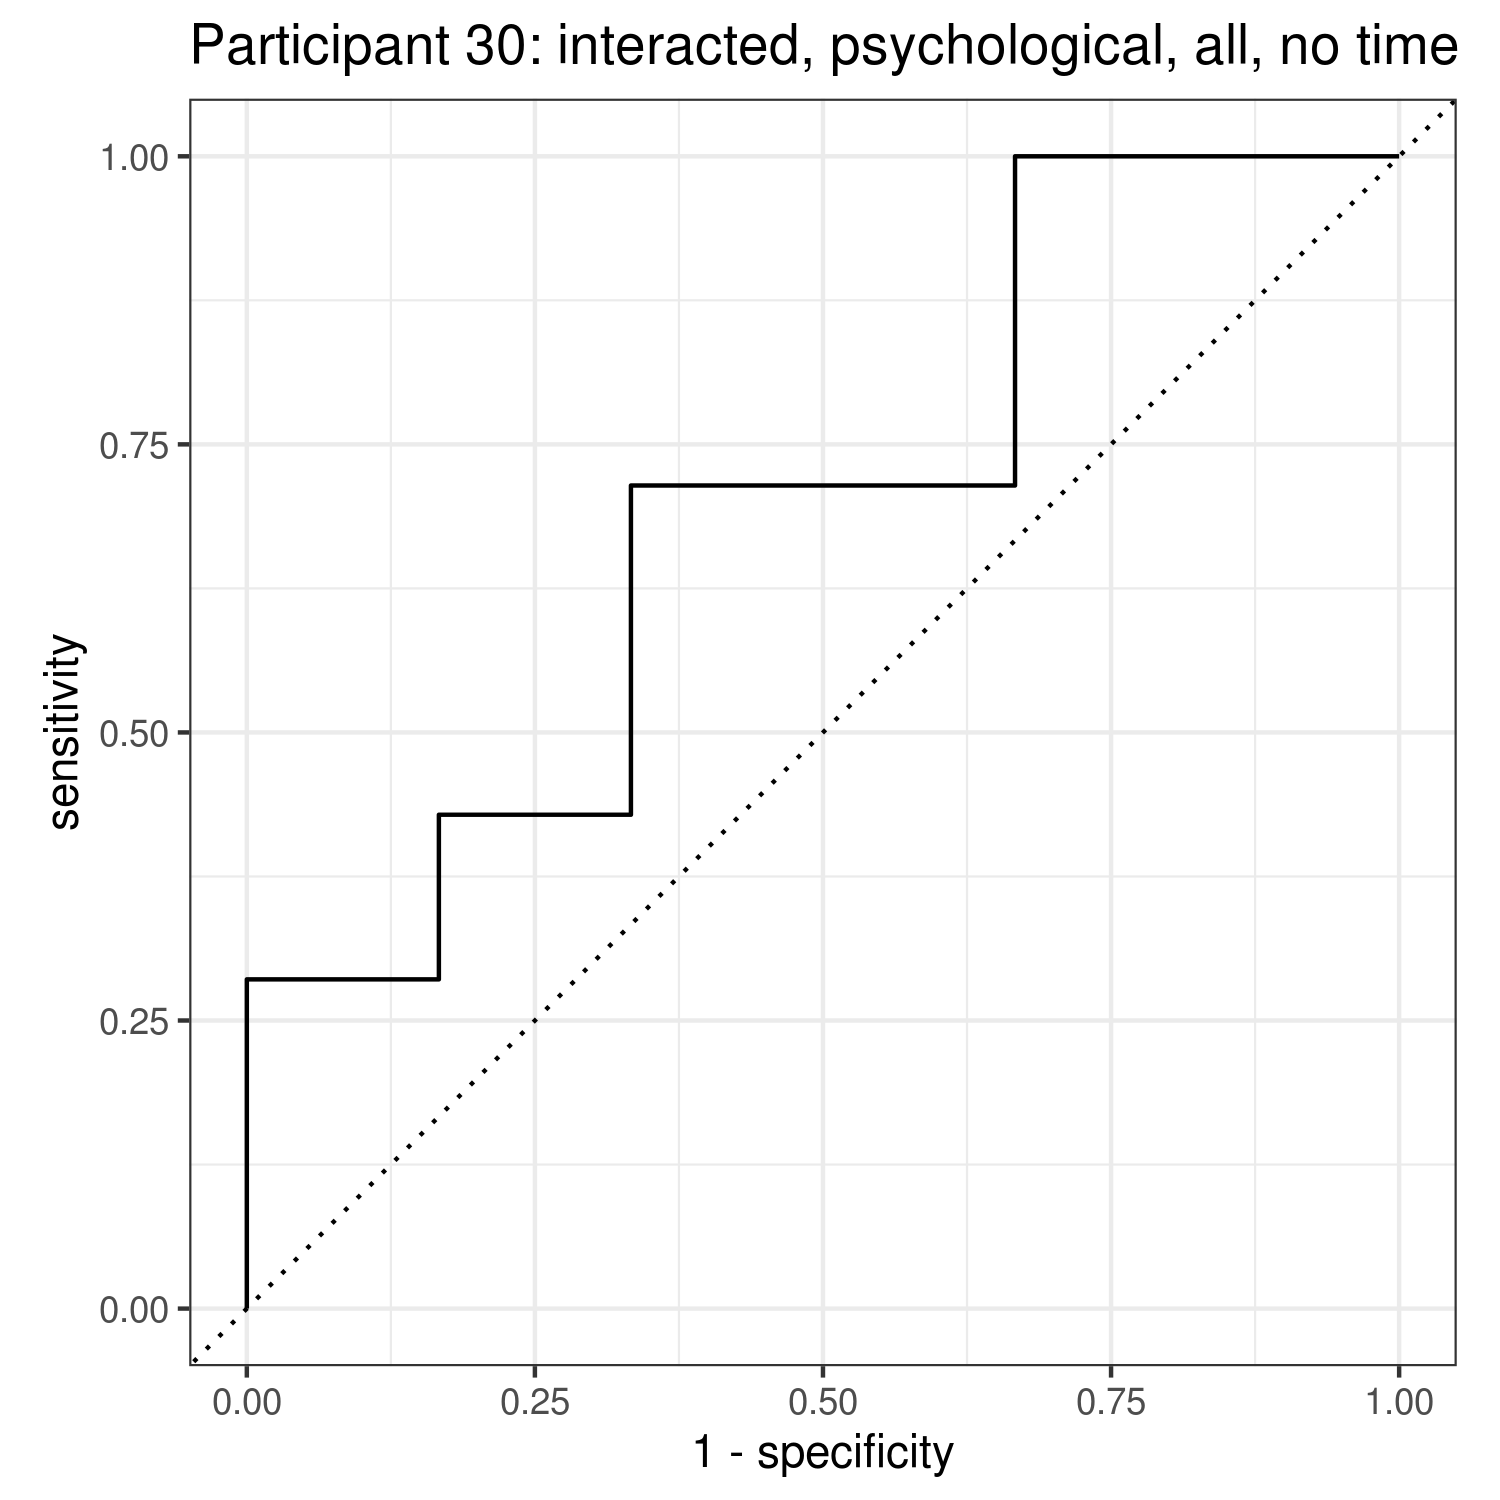 Participant 30: interacted, psychological, all, no time
1.00
0.75
0.50
0.25
0.00
sensitivity
0.00 0.25 0.50 0.75 1.00
1 - specificity